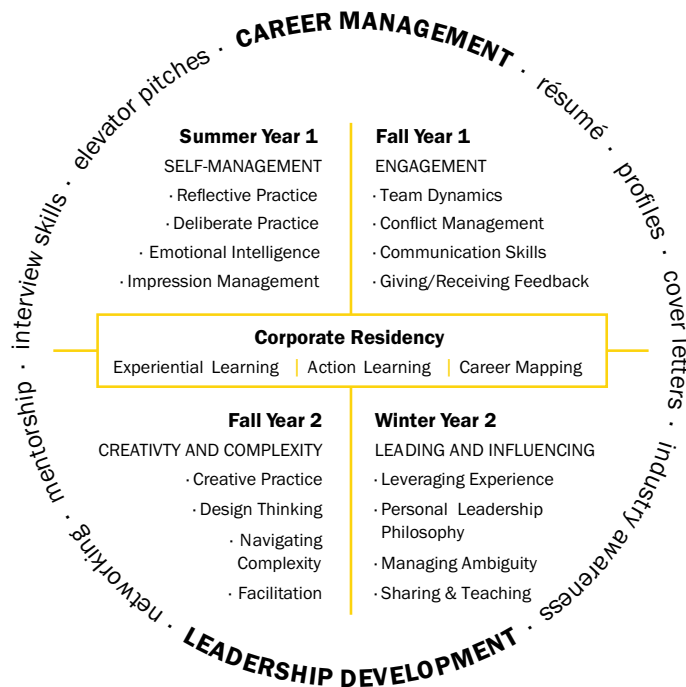 CAREER MANAGEMENT · résumé · profiles · cover letters · industry awareness ·
LEADERSHIP DEVELOPMENT · networking · mentorship · interview skills · elevator pitches ·
Summer Year 1
SELF-MANAGEMENT
· Reflective Practice
· Deliberate Practice
· Emotional Intelligence
· Impression Management
Fall Year 1
ENGAGEMENT
· Team Dynamics
· Conflict Management
· Communication Skills
· Giving/Receiving Feedback
Corporate Residency
Experiential Learning | Action Learning | Career Mapping
Fall Year 2
CREATIVTY AND COMPLEXITY
· Creative Practice
· Design Thinking
· Navigating
Complexity
· Facilitation
Winter Year 2
LEADING AND INFLUENCING
· Leveraging Experience
· Personal Leadership
Philosophy
· Managing Ambiguity
· Sharing & Teaching